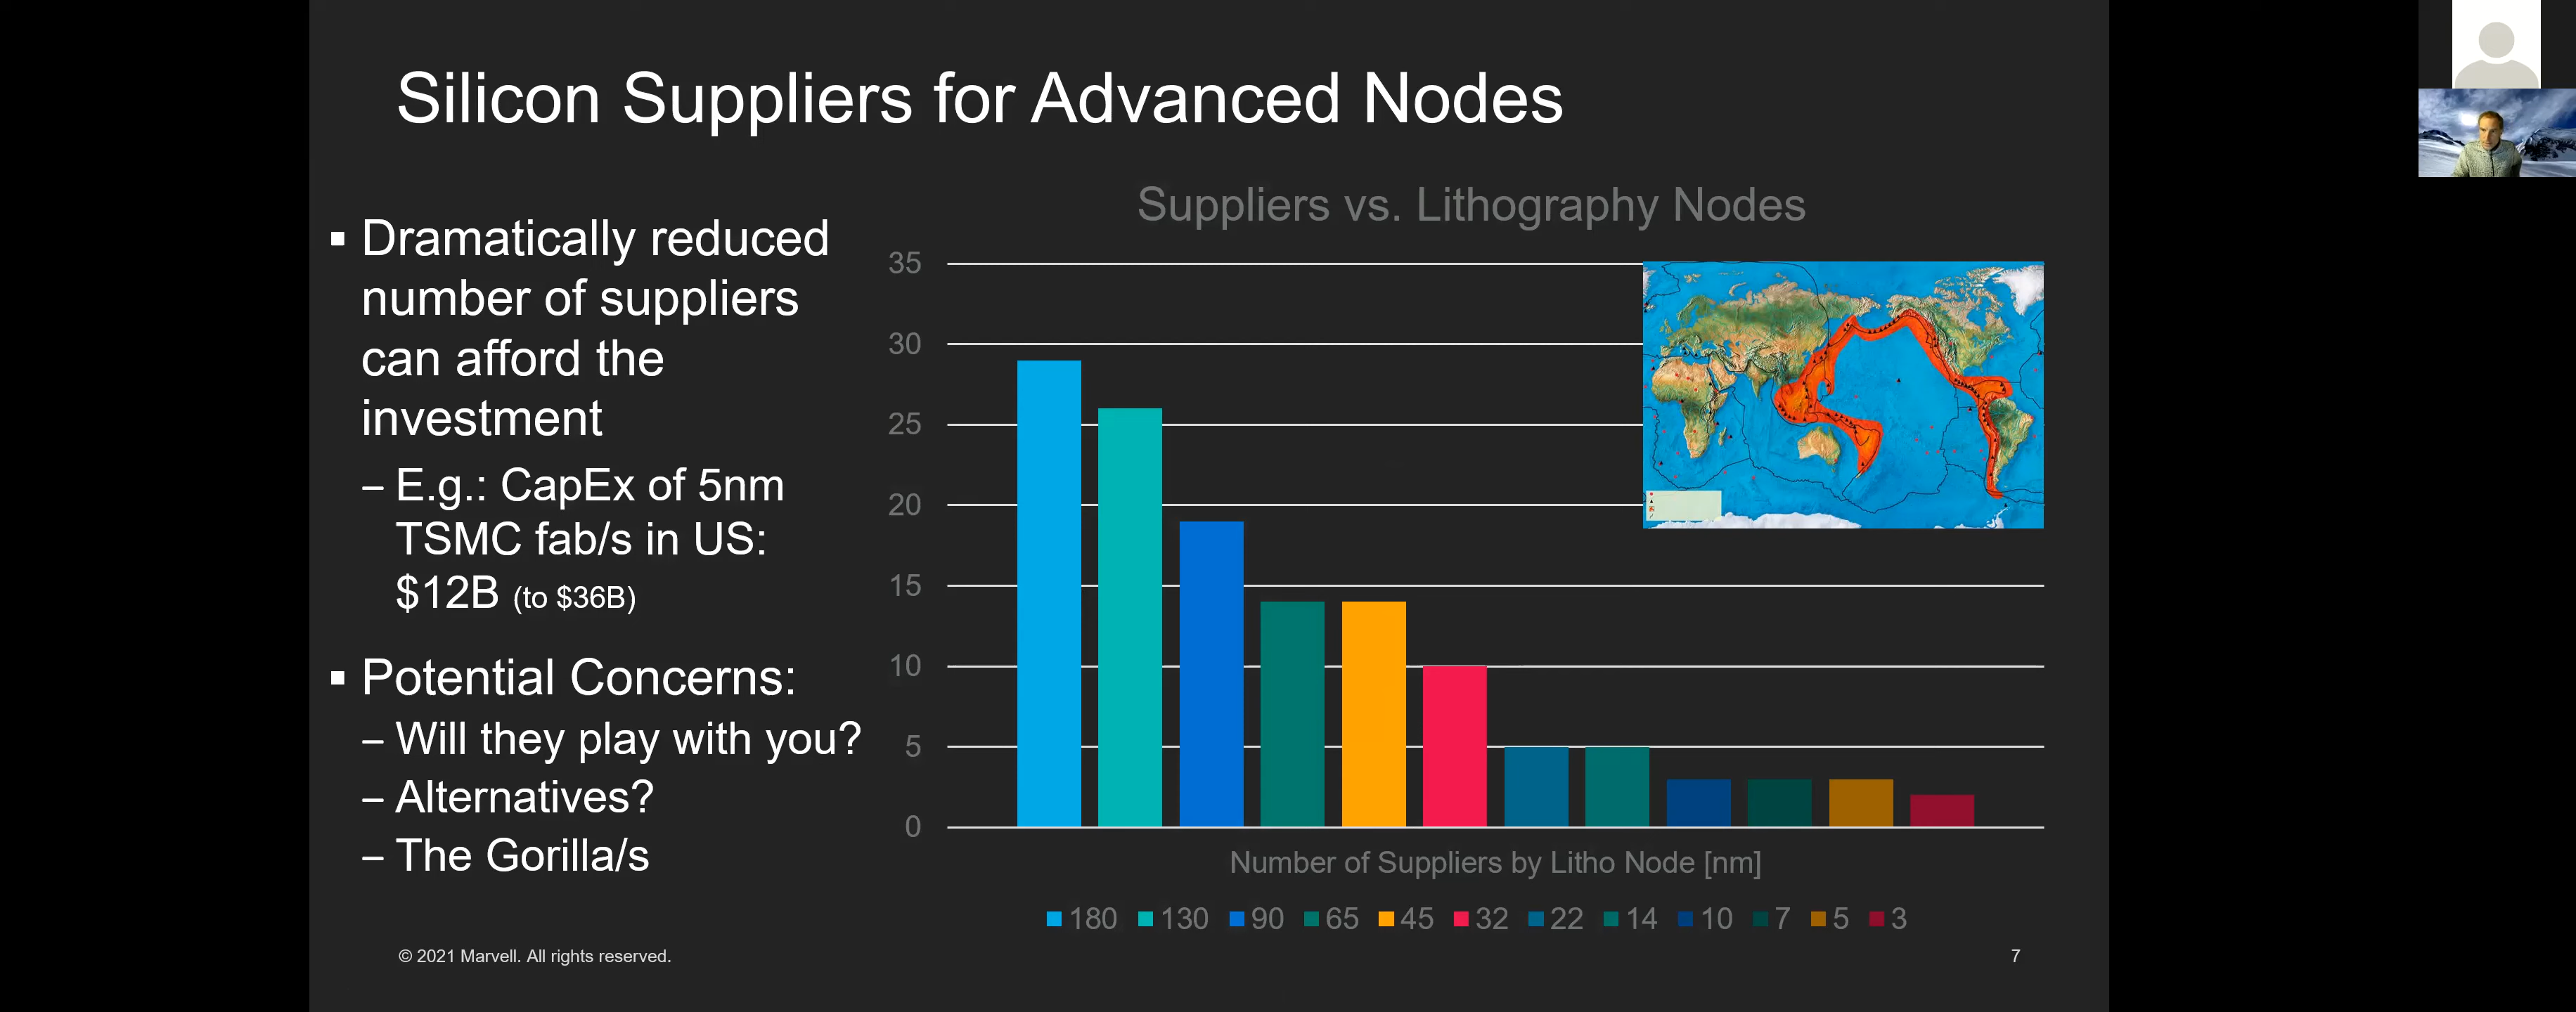 Silicon Suppliers for Advanced Nodes
▪ Dramatically reduced
number of suppliers
can afford the
investment
– E.g.: CapEx of 5nm
TSMC fab/s in US:
$12B (to $36B)
▪ Potential Concerns:
– Will they play with you?
– Alternatives?
– The Gorilla/s
Suppliers vs. Lithography Nodes
35
30
25
20
15
10
5
0
Number of Suppliers by Litho Node [nm]
180 130 90 65 45 32 22 14 10 7 5 3
© 2021 Marvell. All rights reserved.
7